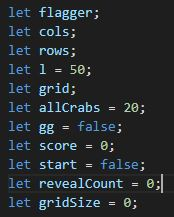 let flagger;
let cols;
let rows;
let l = 50;
let grid;
let allCrabs = 20;
let gg = false;
let score = 0;
let start = false;
let revealCount = 0;
let gridSize = 0;